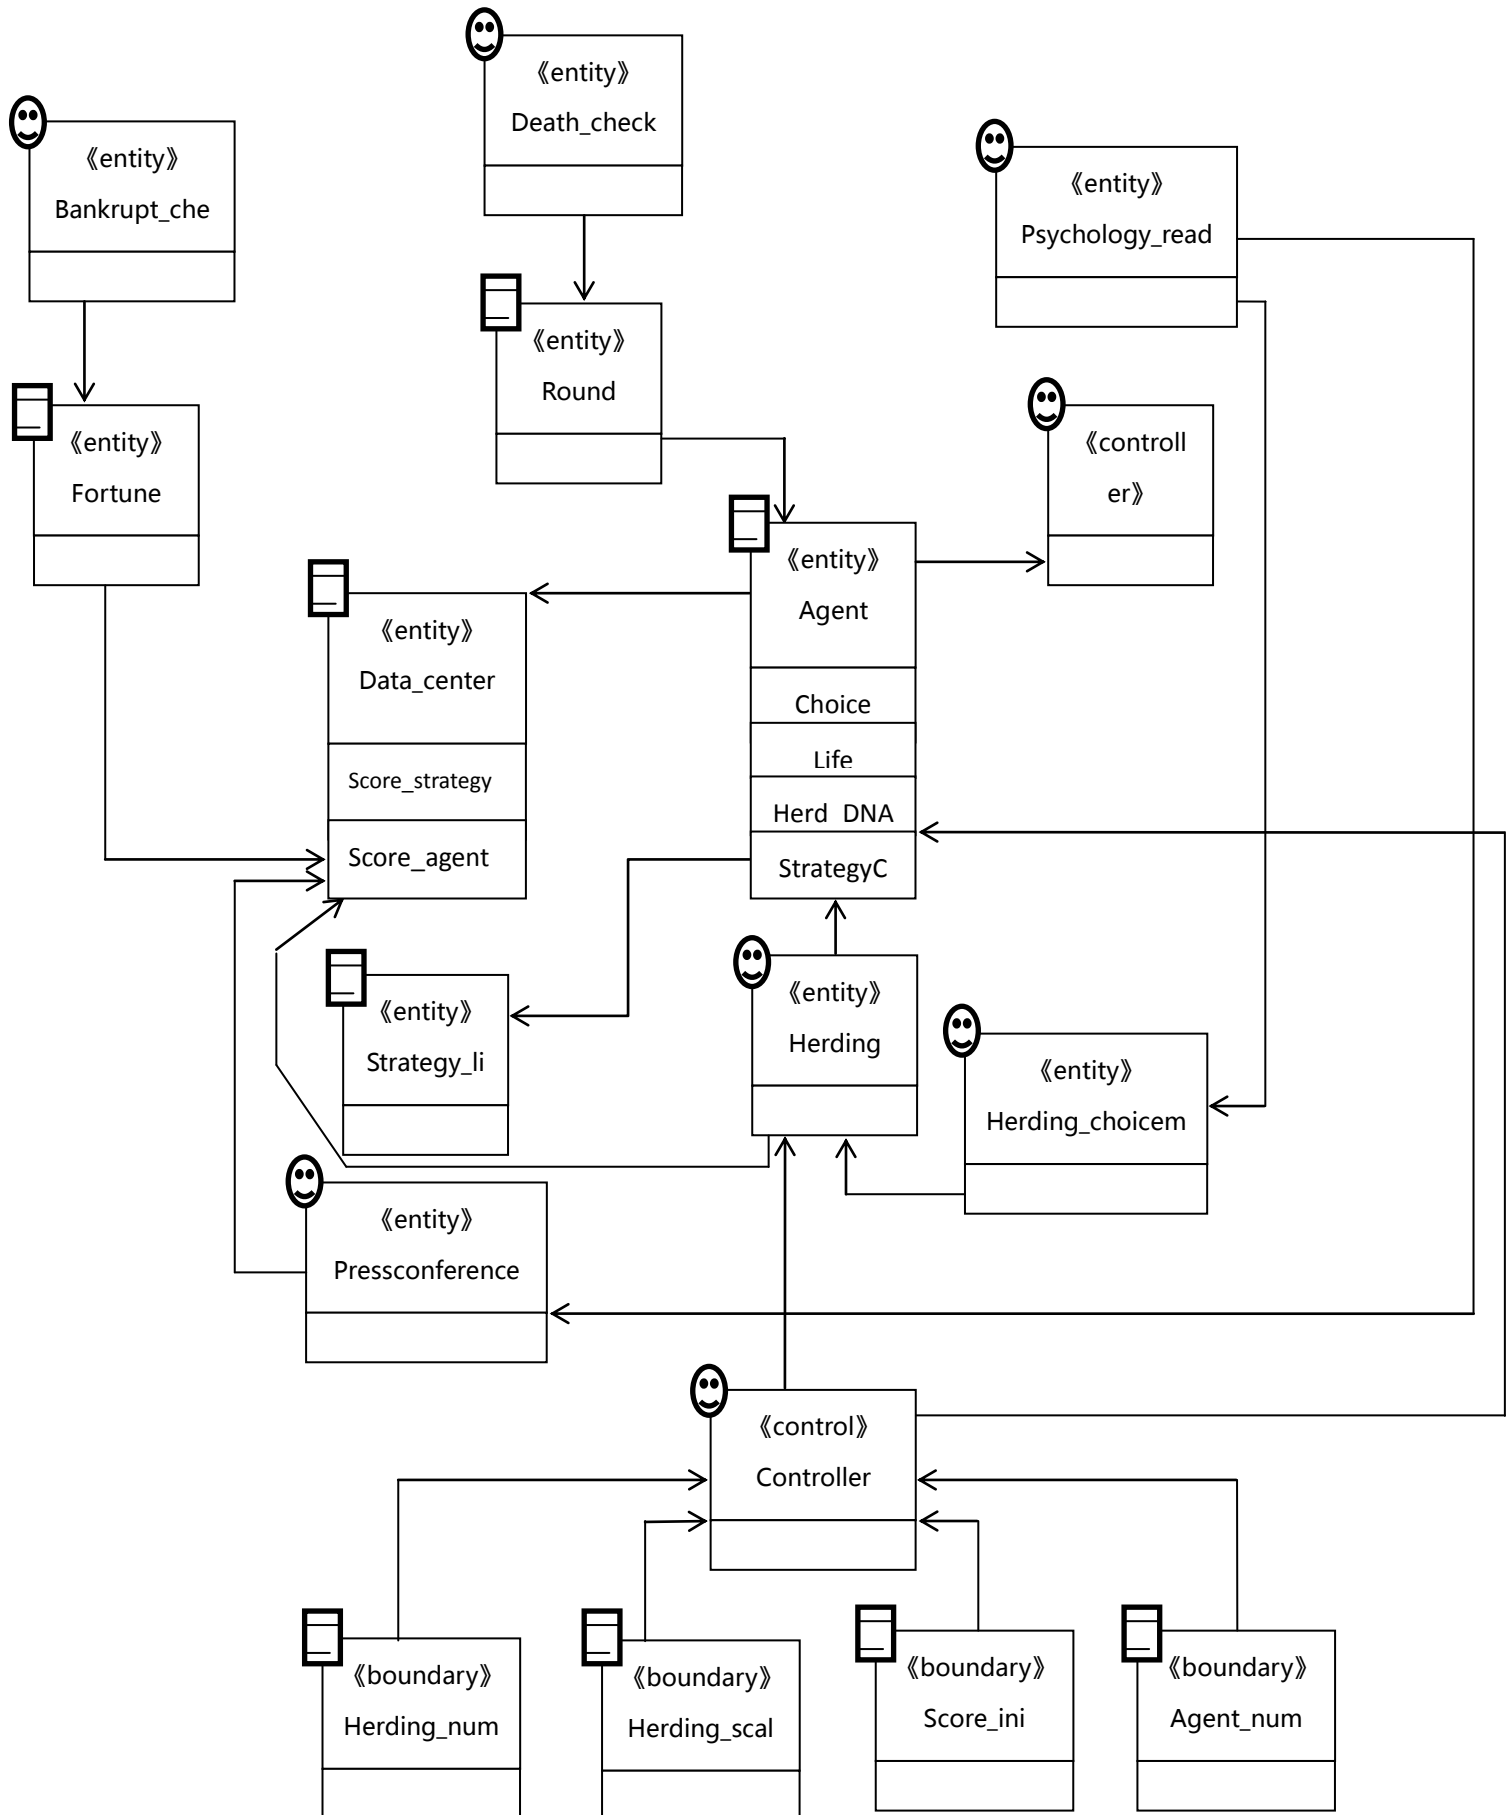 《entity》
Death_check
《entity》
Bankrupt_che
《entity》
Psychology_read
《entity》
Round
《entity》
Fortune
《controll
er》
《entity》
Agent
Choice
Life
Herd_DNA
StrategyC
《entity》
Data_center
Score_strategy
Score_agent
《entity》
Strategy_li
《entity》
Herding
《entity》
Herding_choicem
《entity》
Pressconference
《control》
Controller
《boundary》
Herding_num
《boundary》
Herding_scal
《boundary》
Score_ini
《boundary》
Agent_num